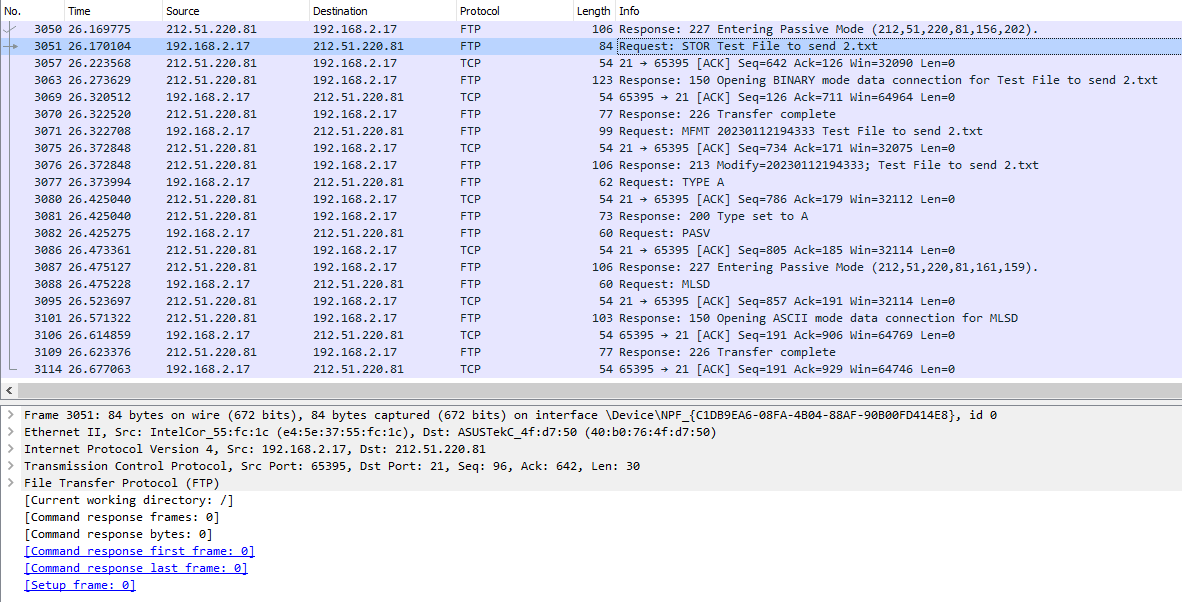 No. Time Source Destination Protocol Length Info
3050 26.169775 212.51.220.81 192.168.2.17 FTP 106 Response: 227 Entering Passive Mode (212,51,220,81,156,202).
3051 26.170104 192.168.2.17 212.51.220.81 FTP 84 Request: STOR Test File to send 2.txt
3057 26.223568 212.51.220.81 192.168.2.17 TCP 54 21 → 65395 [ACK] Seq=642 Ack=126 Win=32090 Len=0
3063 26.273629 212.51.220.81 192.168.2.17 FTP 123 Response: 150 Opening BINARY mode data connection for Test File to send 2.txt
3069 26.320512 192.168.2.17 212.51.220.81 TCP 54 65395 → 21 [ACK] Seq=126 Ack=711 Win=64964 Len=0
3070 26.322520 212.51.220.81 192.168.2.17 FTP 77 Response: 226 Transfer complete
3071 26.322708 192.168.2.17 212.51.220.81 FTP 99 Request: MFMT 20230112194333 Test File to send 2.txt
3075 26.372848 212.51.220.81 192.168.2.17 TCP 54 21 → 65395 [ACK] Seq=734 Ack=171 Win=32075 Len=0
3076 26.372848 212.51.220.81 192.168.2.17 FTP 106 Response: 213 Modify=20230112194333; Test File to send 2.txt
3077 26.373994 192.168.2.17 212.51.220.81 FTP 62 Request: TYPE A
3080 26.425040 212.51.220.81 192.168.2.17 TCP 54 21 → 65395 [ACK] Seq=786 Ack=179 Win=32112 Len=0
3081 26.425040 212.51.220.81 192.168.2.17 FTP 73 Response: 200 Type set to A
3082 26.425275 192.168.2.17 212.51.220.81 FTP 60 Request: PASV
3086 26.473361 212.51.220.81 192.168.2.17 TCP 54 21 → 65395 [ACK] Seq=805 Ack=185 Win=32114 Len=0
3087 26.475127 212.51.220.81 192.168.2.17 FTP 106 Response: 227 Entering Passive Mode (212,51,220,81,161,159).
3088 26.475228 192.168.2.17 212.51.220.81 FTP 60 Request: MLSD
3095 26.523697 212.51.220.81 192.168.2.17 TCP 54 21 → 65395 [ACK] Seq=857 Ack=191 Win=32114 Len=0
3101 26.571322 212.51.220.81 192.168.2.17 FTP 103 Response: 150 Opening ASCII mode data connection for MLSD
3106 26.614859 192.168.2.17 212.51.220.81 TCP 54 65395 → 21 [ACK] Seq=191 Ack=906 Win=64769 Len=0
3109 26.623376 212.51.220.81 192.168.2.17 FTP 77 Response: 226 Transfer complete
3114 26.677063 192.168.2.17 212.51.220.81 TCP 54 65395 → 21 [ACK] Seq=191 Ack=929 Win=64746 Len=0
Frame 3051: 84 bytes on wire (672 bits), 84 bytes captured (672 bits) on interface \Device\NPF_{C1DB9EA6-08FA-4B04-88AF-90B00FD414E8}, id 0
Ethernet II, Src: IntelCor_55:fc:1c (e4:5e:37:55:fc:1c), Dst: ASUSTekC_4f:d7:50 (40:b0:76:4f:d7:50)
Internet Protocol Version 4, Src: 192.168.2.17, Dst: 212.51.220.81
Transmission Control Protocol, Src Port: 65395, Dst Port: 21, Seq: 96, Ack: 642, Len: 30
File Transfer Protocol (FTP)
[Current working directory: /]
[Command response frames: 0]
[Command response bytes: 0]
[Command response first frame: 0]
[Command response last frame: 0]
[Setup frame: 0]